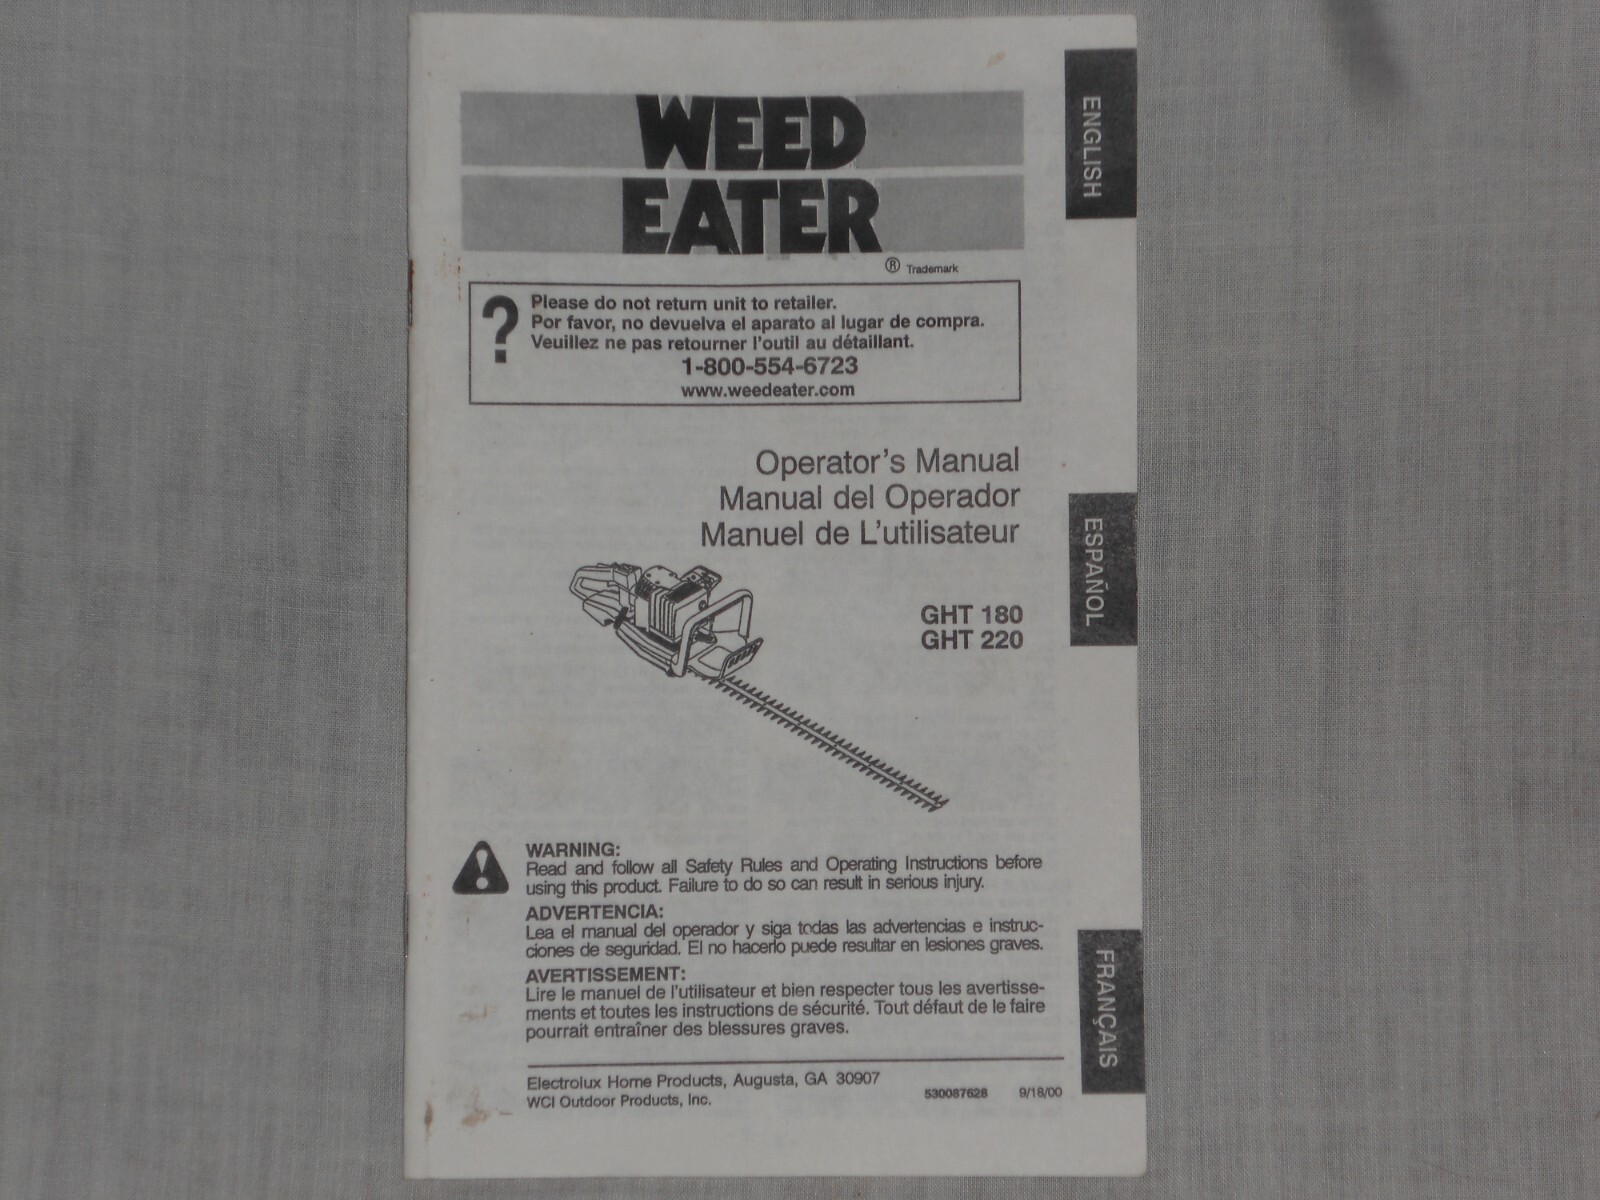 WEED
EATER
® Trademark
? Please do not return unit to retailer.
Por favor, no devuelva el aparato al lugar de compra.
Veuillez ne pas retourner l'outil au détaillant.
1-800-554-6723
www.weedeater.com
Operator's Manual
Manual del Operador
Manuel de L'utilisateur
GHT 180
GHT 220
WARNING:
Read and follow all Safety Rules and Operating Instructions before
using this product. Failure to do so can result in serious injury.
ADVERTENCIA:
Lea el manual del operador y siga todas las advertencias e instruc-
ciones de seguridad. El no hacerlo puede resultar en lesiones graves.
AVERTISSEMENT:
Lire le manuel de l'utilisateur et bien respecter tous les avertisse-
ments et toutes les instructions de sécurité. Tout défaut de le faire
pourrait entraîner des blessures graves.
Electrolux Home Products, Augusta, GA 30907
WCI Outdoor Products, Inc.
530087628 9/18/00
ENGLISH
ESPAÑOL
FRANÇAIS